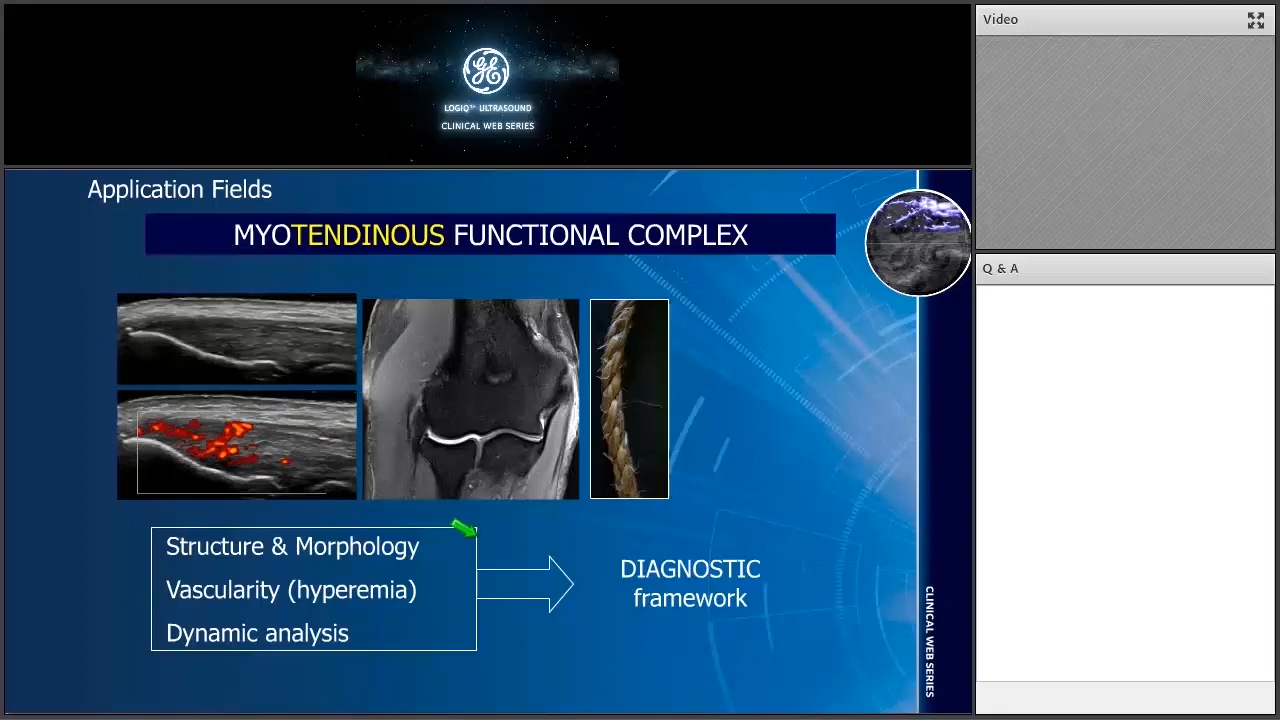 LOGIQ™ ULTRASOUND
CLINICAL WEB SERIES
Video
Q & A
Application Fields
MYOTENDINOUS FUNCTIONAL COMPLEX
Structure & Morphology
Vascularity (hyperemia)
Dynamic analysis
DIAGNOSTIC
framework
CLINICAL WEB SERIES